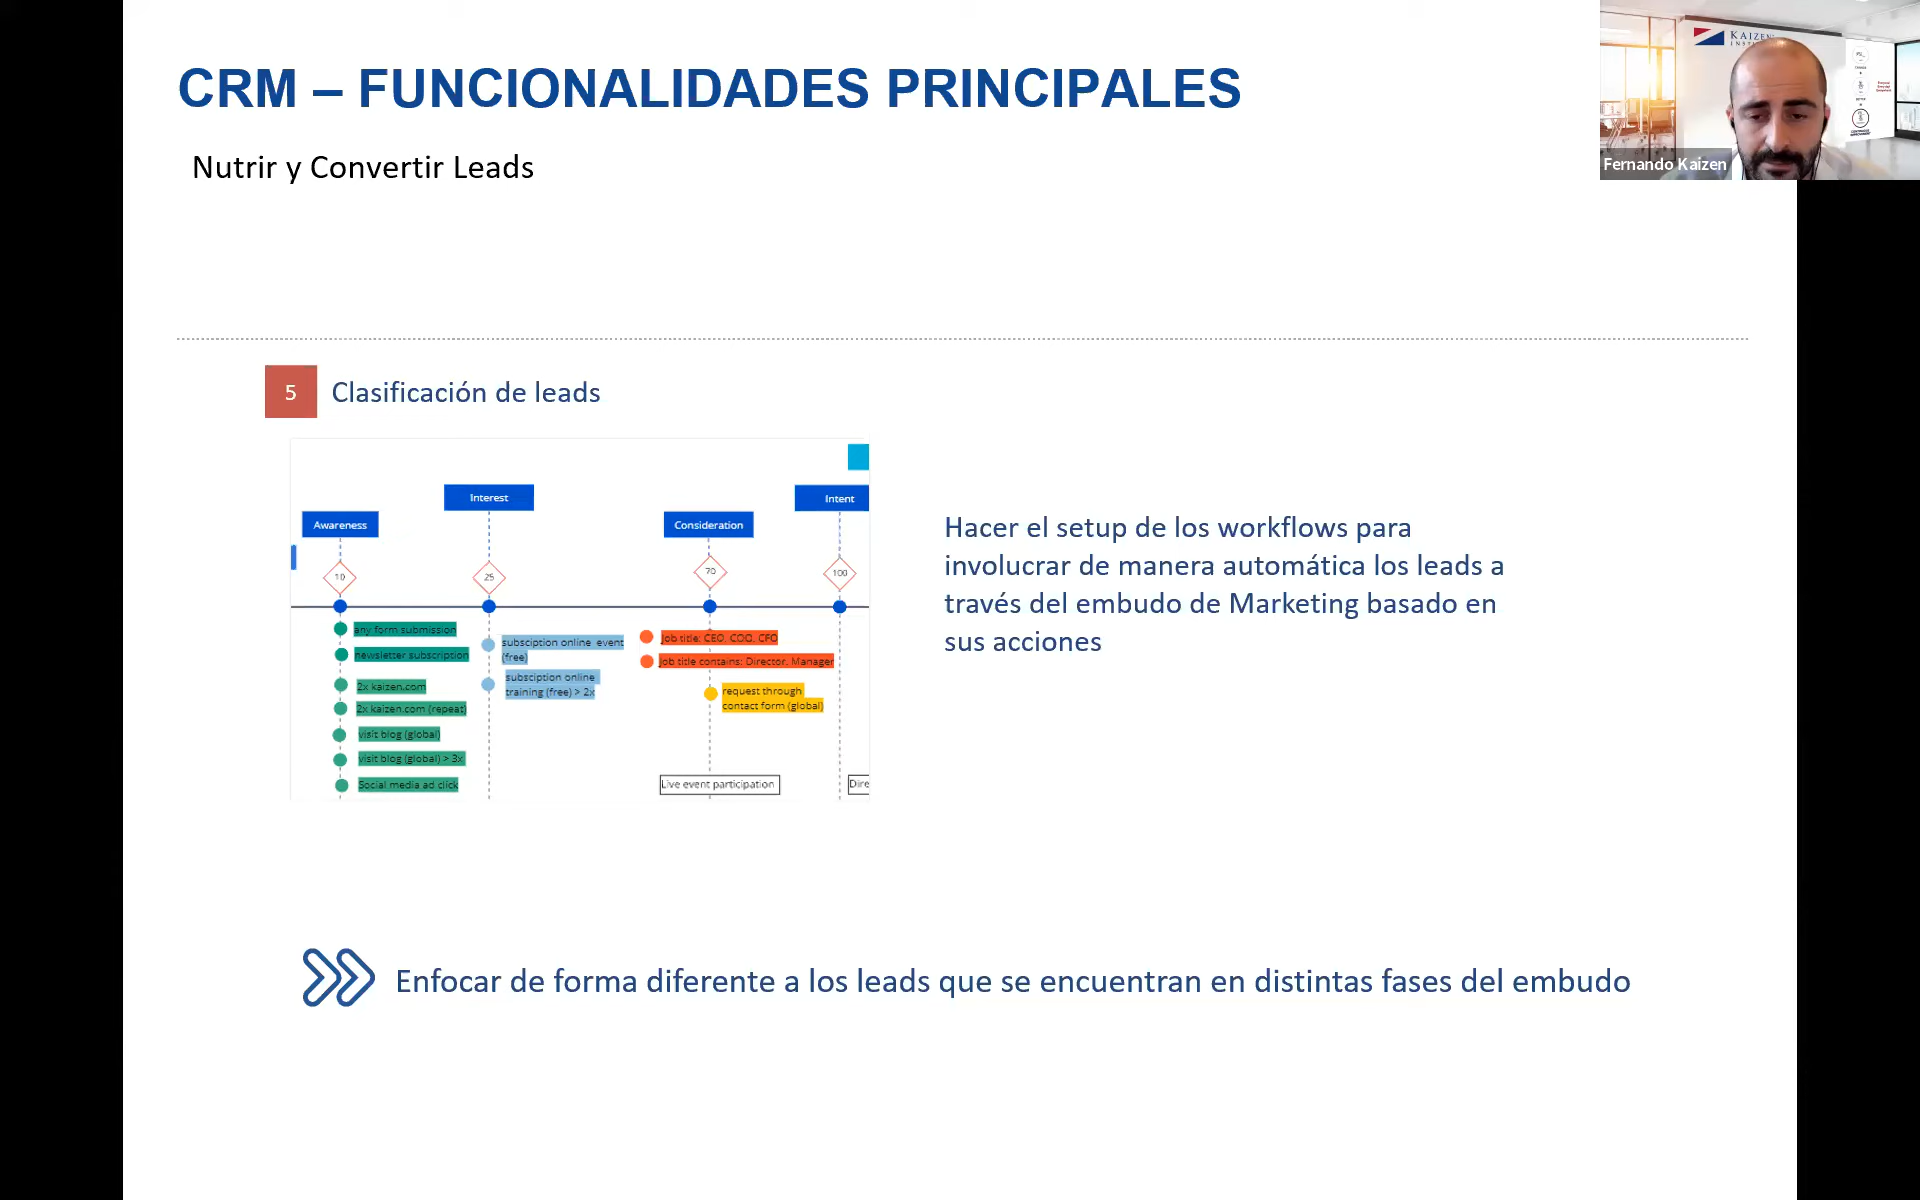 CRM – FUNCIONALIDADES PRINCIPALES
Nutrir y Convertir Leads
KAIZEN
Fernando Kaizen
5
Clasificación de leads
Interest
Intent
Awareness
Consideration
10
25
70
100
any form submission
newsletter subscription
2x kaizen.com
2x kaizen.com (repeat)
visit blog (global)
visit blog (global) > 3x
Social media ad click
subsciption online event
(free)
subsciption online
training (free) > 2x
Job title: CEO, COO, CFO
Job title contains: Director, Manager
request through
contact form (global)
Live event participation
Dire
Hacer el setup de los workflows para
involucrar de manera automática los leads a
través del embudo de Marketing basado en
sus acciones
Enfocar de forma diferente a los leads que se encuentran en distintas fases del embudo